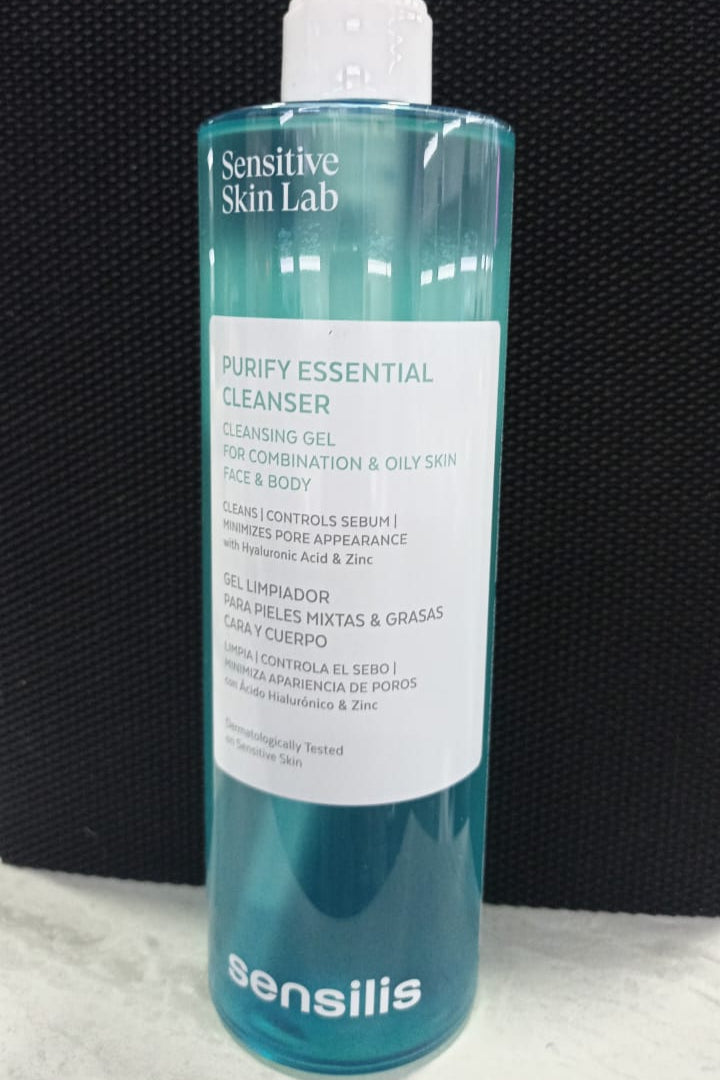 Sensitive
Skin Lab
PURIFY ESSENTIAL
CLEANSER
CLEANSING GEL
FOR COMBINATION & OILY SKIN
FACE & BODY
CLEANS | CONTROLS SEBUM |
MINIMIZES PORE APPEARANCE
with Hyaluronic Acid & Zinc
GEL LIMPIADOR
PARA PIELES MIXTAS & GRASAS
CARA Y CUERPO
LIMPIA | CONTROLA EL SEBO |
MINIMIZA APARIENCIA DE POROS
con Ácido Hialurónico & Zinc
Dermatologically Tested
on Sensitive Skin
sensilis